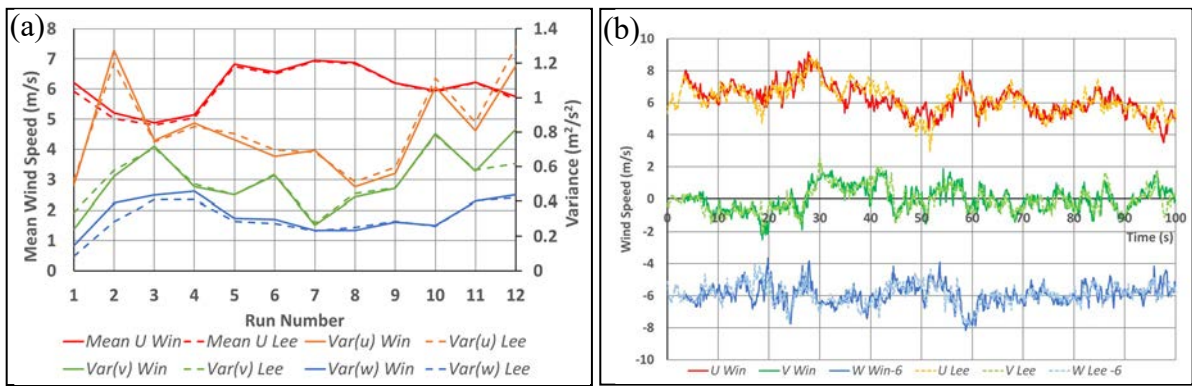 (a)
8
7
6
5
4
3
2
1
0
Mean Wind Speed (m/s)
1.4
1.2
1
0.8
0.6
0.4
0.2
0
Variance (m²/s²)
1 2 3 4 5 6 7 8 9 10 11 12
Run Number
Mean U Win Mean U Lee Var(u) Win Var(u) Lee
Var(v) Win Var(v) Lee Var(w) Win Var(w) Lee
(b)
10
8
6
4
2
0
-2
-4
-6
-8
-10
Wind Speed (m/s)
0 10 20 30 40 50 60 70 80 90 100
Time (s)
U Win V Win W Win-6 U Lee V Lee W Lee -6